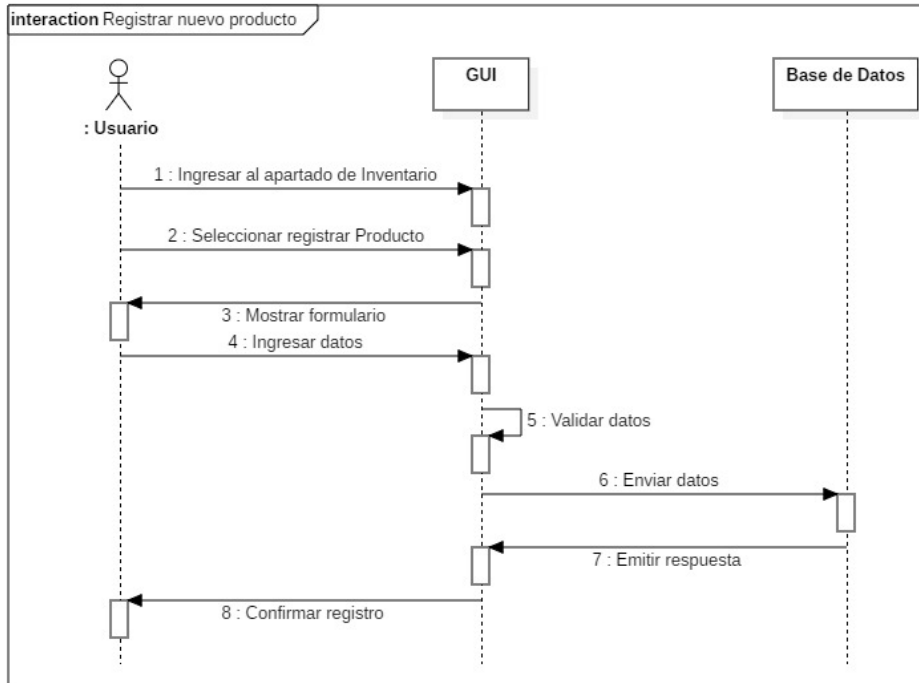 interaction Registrar nuevo producto
GUI
Base de Datos
: Usuario
1 : Ingresar al apartado de Inventario
2 : Seleccionar registrar Producto
3 : Mostrar formulario
4 : Ingresar datos
5 : Validar datos
6 : Enviar datos
7 : Emitir respuesta
8 : Confirmar registro